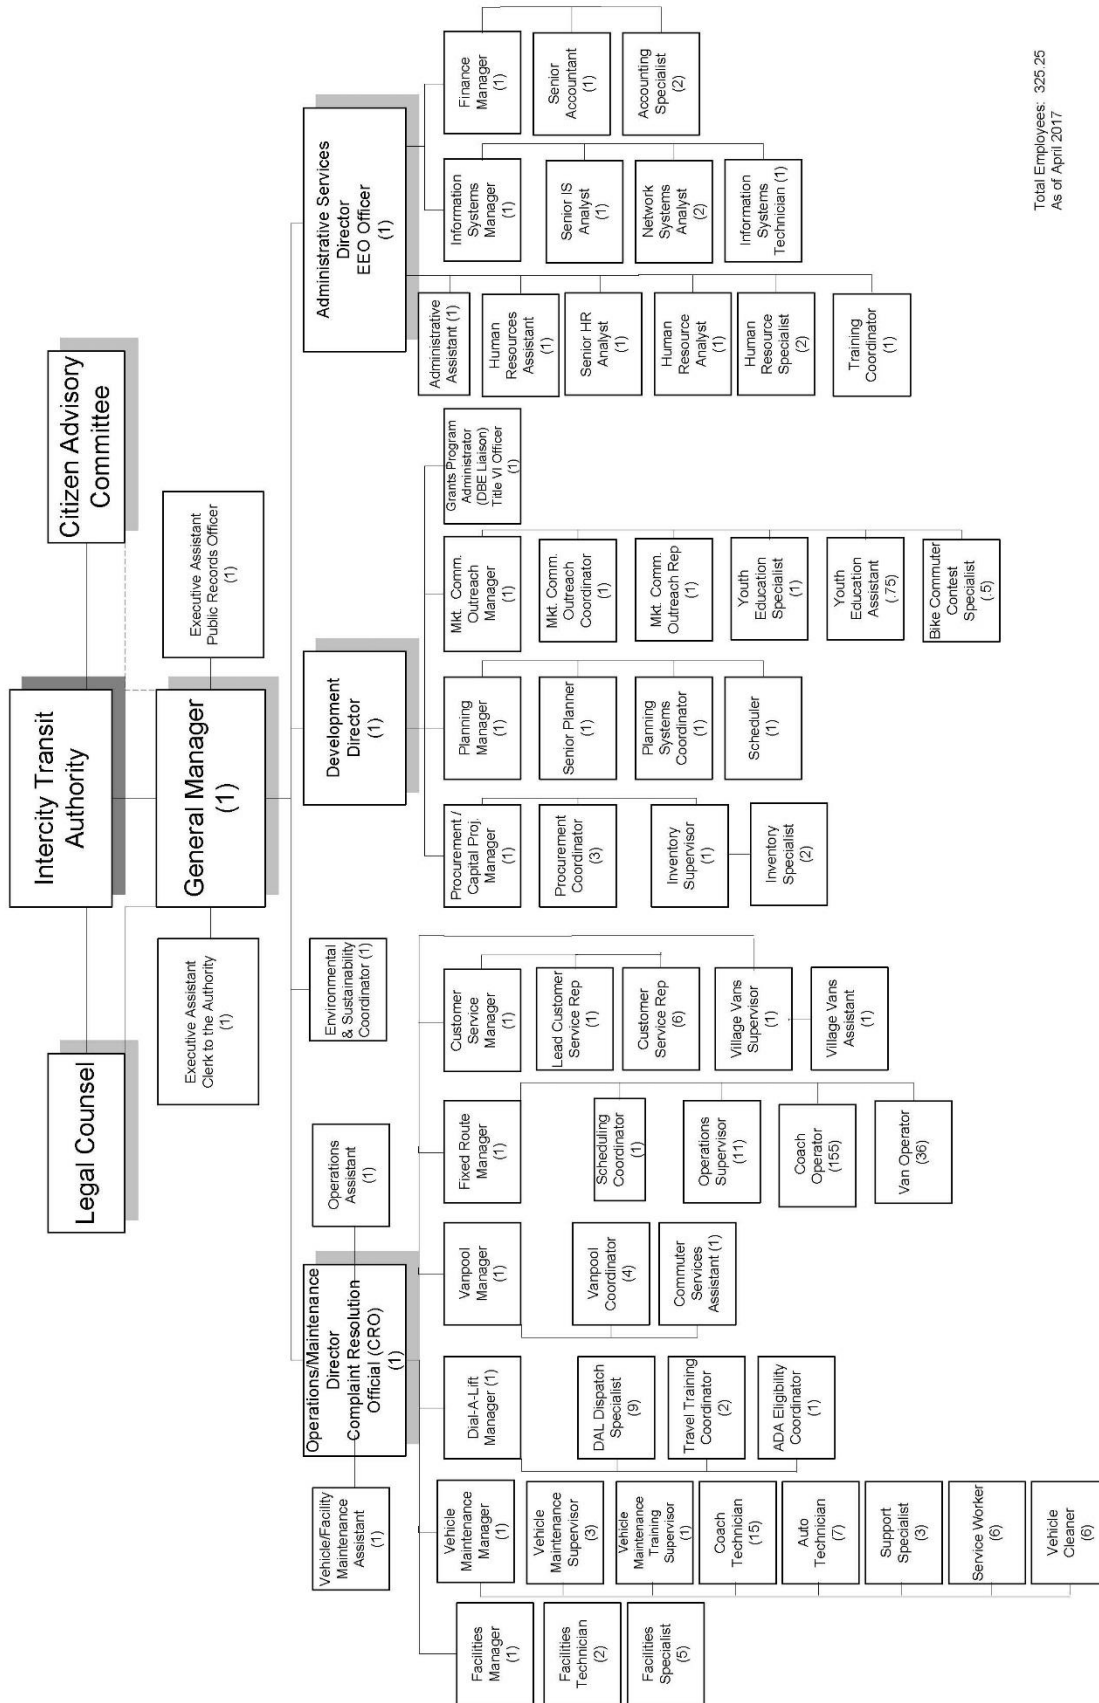 Intercity Transit
Authority
Legal Counsel
Citizen Advisory
Committee
General Manager
(1)
Executive Assistant
Clerk to the Authority
(1)
Executive Assistant
Public Records Officer
(1)
Environmental
& Sustainability
Coordinator (1)
Vehicle/Facility
Maintenance
Assistant
(1)
Operations/Maintenance
Director
Complaint Resolution
Official (CRO)
(1)
Operations
Assistant
(1)
Development
Director
(1)
Administrative Services
Director
EEO Officer
(1)
Facilities
Manager
(1)
Facilities
Technician
(2)
Facilities
Specialist
(5)
Vehicle
Maintenance
Manager
(1)
Vehicle
Maintenance
Supervisor
(3)
Vehicle
Maintenance
Training
Supervisor
(1)
Coach
Technician
(15)
Auto
Technician
(7)
Support
Specialist
(3)
Service Worker
(6)
Vehicle
Cleaner
(6)
Dial-A-Lift
Manager (1)
DAL Dispatch
Specialist
(9)
Travel Training
Coordinator
(2)
ADA Eligibility
Coordinator
(1)
Vanpool Manager
(1)
Vanpool
Coordinator
(4)
Commuter
Services
Assistant (1)
Fixed Route
Manager
(1)
Scheduling
Coordinator
(1)
Operations
Supervisor
(11)
Coach
Operator
(155)
Van Operator
(36)
Customer
Service
Manager
(1)
Lead Customer
Service Rep
(1)
Customer
Service Rep
(6)
Village Vans
Supervisor
(1)
Village Vans
Assistant
(1)
Procurement /
Capital Proj.
Manager
(1)
Procurement
Coordinator
(3)
Inventory
Supervisor
(1)
Inventory
Specialist
(2)
Planning
Manager
(1)
Senior Planner
(1)
Planning
Systems
Coordinator
(1)
Scheduler
(1)
Mkt. Comm.
Outreach
Manager
(1)
Mkt. Comm.
Outreach
Coordinator
(1)
Mkt. Comm.
Outreach Rep
(1)
Youth
Education
Specialist
(1)
Youth
Education
Assistant
(.75)
Bike Commuter
Contest
Specialist
(.5)
Grants Program
Administrator
(DBE Liaison)
Title VI Officer
(1)
Administrative
Assistant (1)
Human
Resources
Assistant
(1)
Senior HR
Analyst
(1)
Human
Resource
Analyst
(1)
Human
Resource
Specialist
(2)
Training
Coordinator
(1)
Information
Systems
Manager
(1)
Senior IS
Analyst
(1)
Network
Systems
Analyst
(2)
Information
Systems
Technician (1)
Finance
Manager
(1)
Senior
Accountant
(1)
Accounting
Specialist
(2)
Total Employees: 325.25
As of April 2017